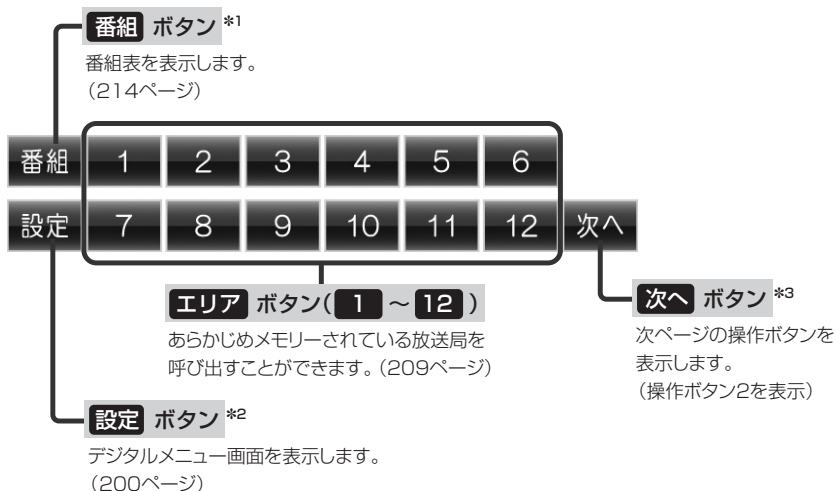 番組 ボタン *1
番組表を表示します。
(214ページ)
番組 1 2 3 4 5 6
設定 7 8 9 10 11 12 次へ
エリア ボタン( 1 ~ 12 )
あらかじめメモリーされている放送局を
呼び出すことができます。(209ページ)
次へ ボタン *3
次ページの操作ボタンを
表示します。
(操作ボタン2を表示)
設定 ボタン *2
デジタルメニュー画面を表示します。
(200ページ)